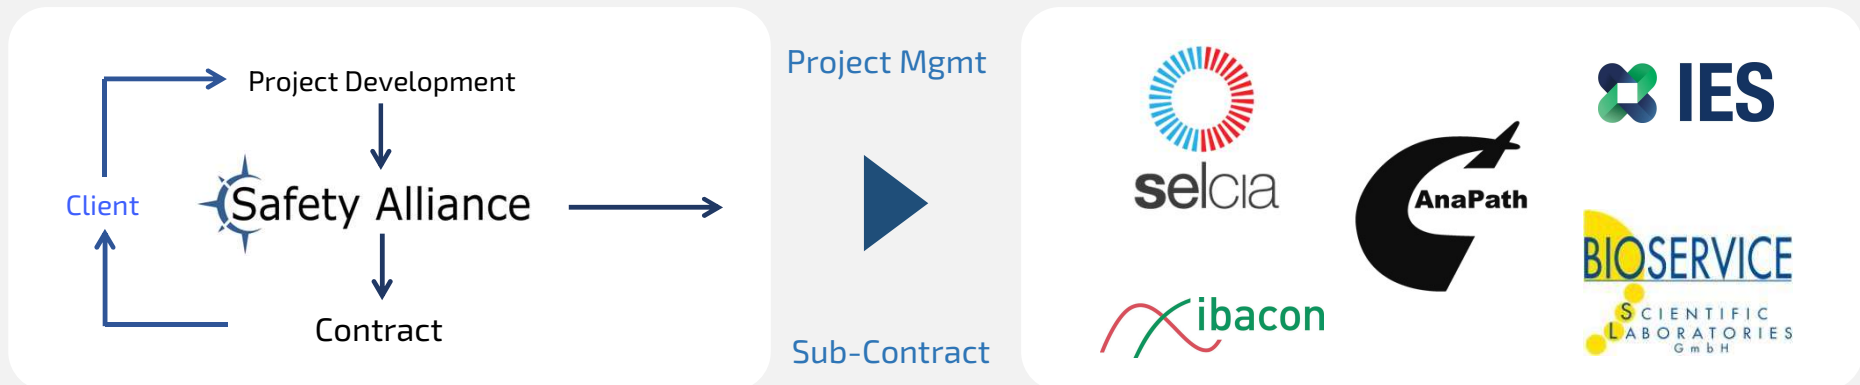 Project Development
Client
Safety Alliance
Contract
Project Mgmt
Sub-Contract
selcia
IES
AnaPath
BIOSERVICE
SCIENTIFIC
LABORATORIES
GmbH
ibacon